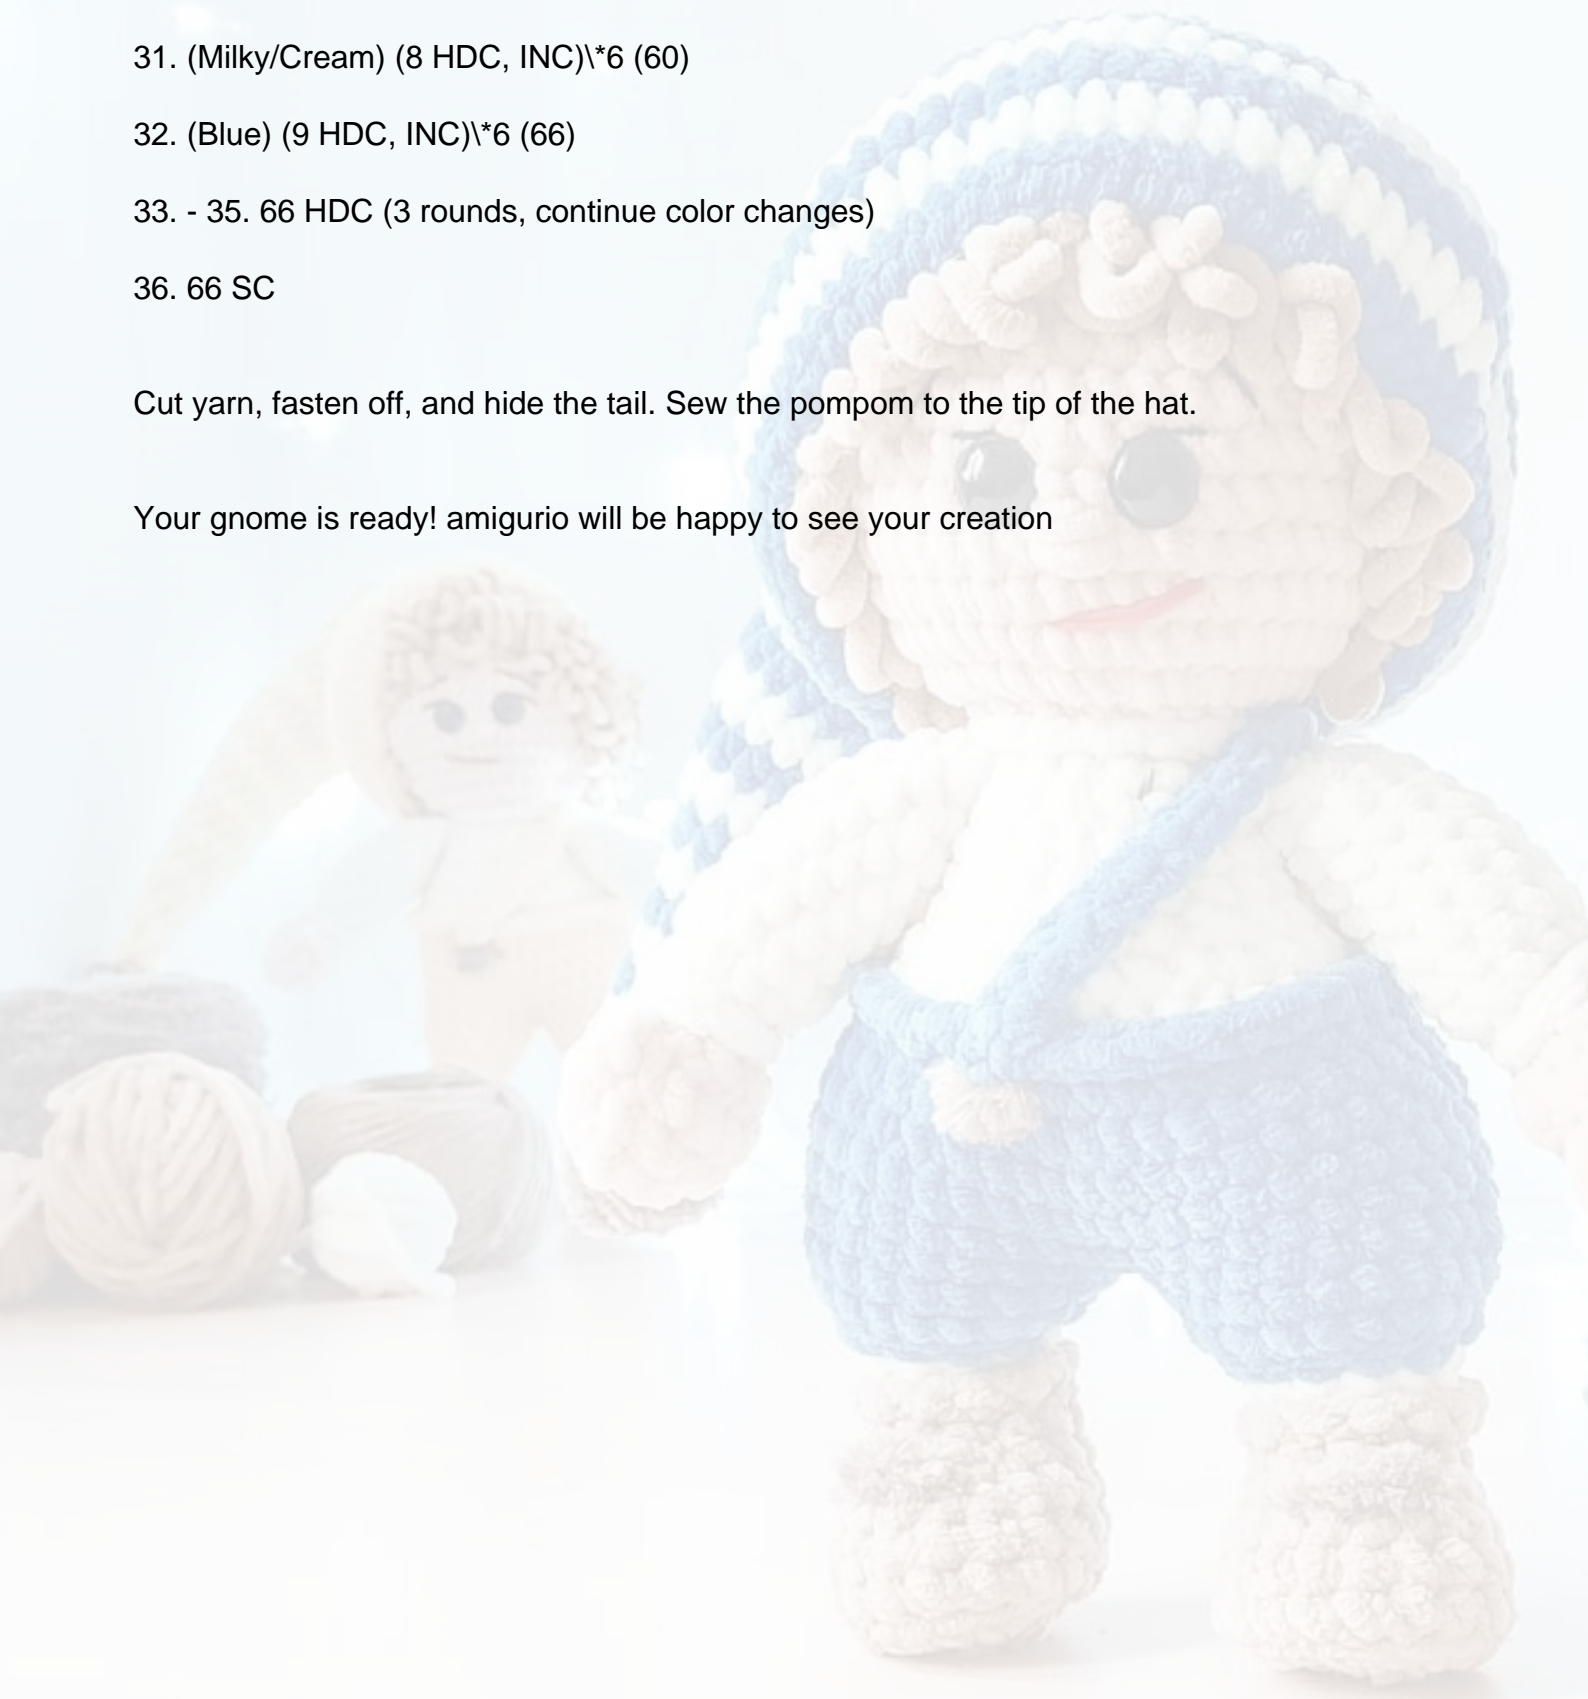 31. (Milky/Cream) (8 HDC, INC)\*6 (60)
32. (Blue) (9 HDC, INC)\*6 (66)
33. - 35. 66 HDC (3 rounds, continue color changes)
36. 66 SC
Cut yarn, fasten off, and hide the tail. Sew the pompom to the tip of the hat.
Your gnome is ready! amigurio will be happy to see your creation